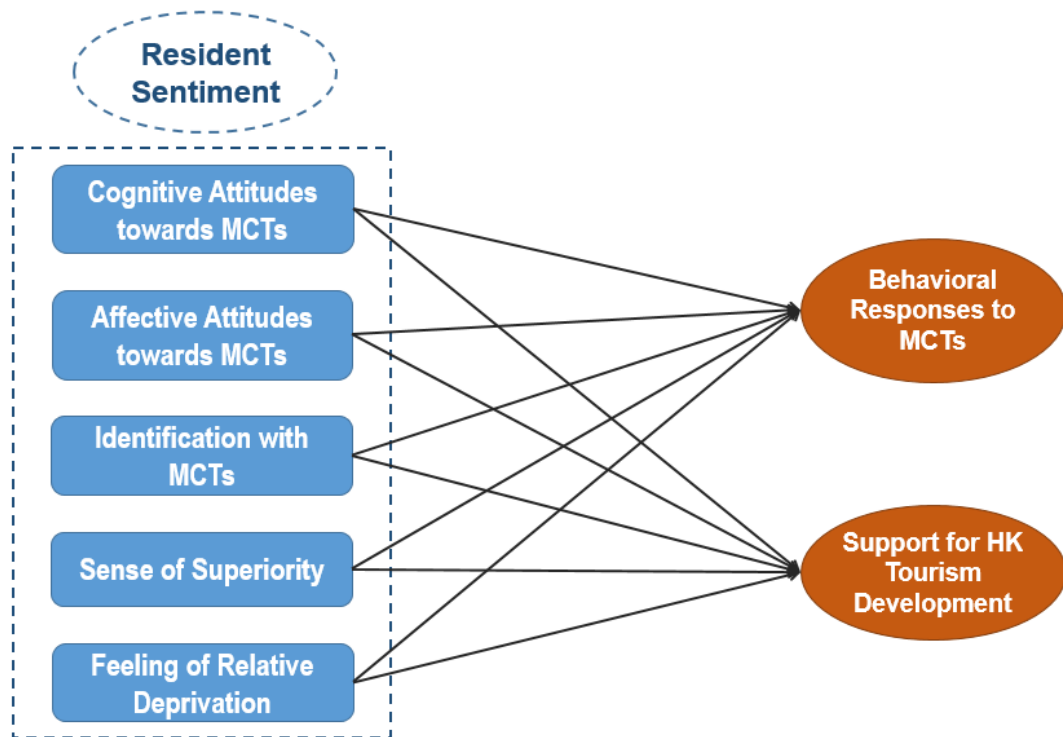 Resident
Sentiment
Cognitive Attitudes
towards MCTs
Affective Attitudes
towards MCTs
Identification with
MCTs
Sense of Superiority
Feeling of Relative
Deprivation
Behavioral
Responses to
MCTs
Support for HK
Tourism
Development